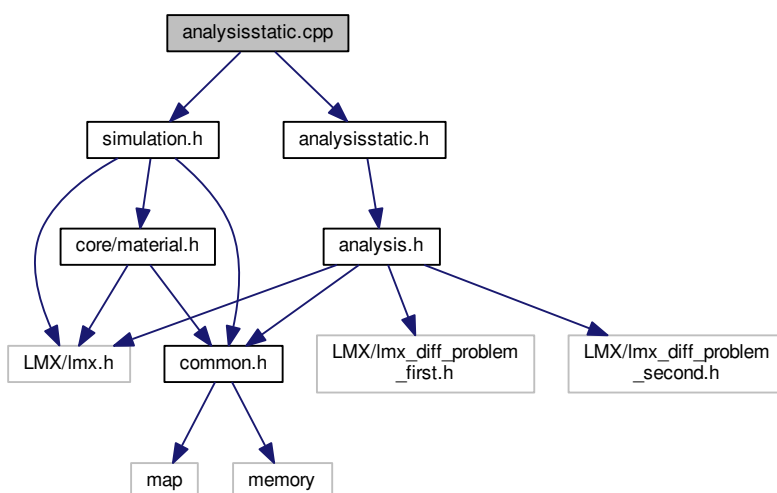 analysisstatic.cpp
simulation.h
analysisstatic.h
core/material.h
analysis.h
LMX/lmx.h
common.h
LMX/lmx_diff_problem
_first.h
LMX/lmx_diff_problem
_second.h
map
memory